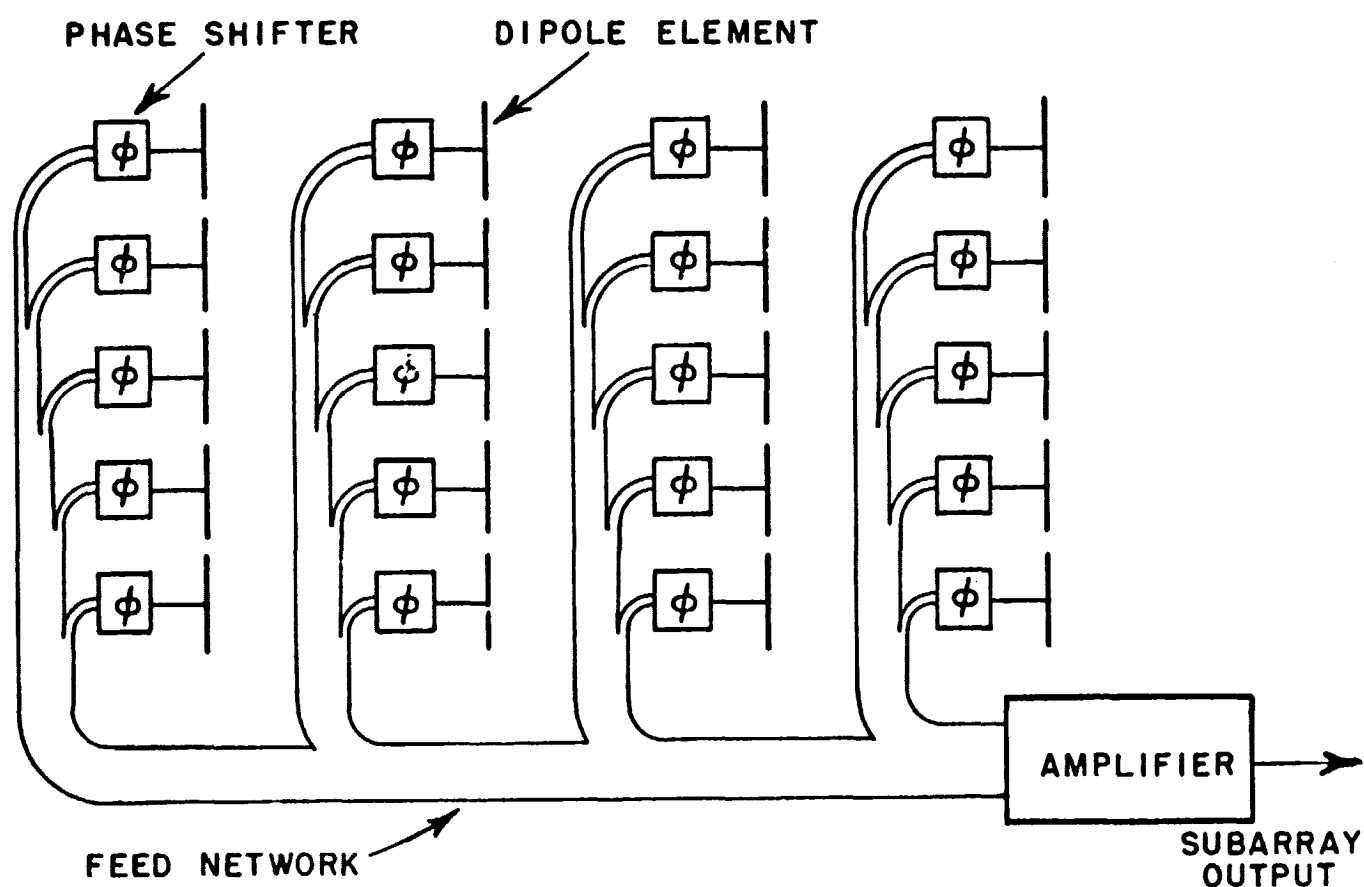 PHASE SHIFTER
DIPOLE ELEMENT
ϕ ϕ ϕ ϕ
ϕ ϕ ϕ ϕ
ϕ ϕ ϕ ϕ
ϕ ϕ ϕ ϕ
ϕ ϕ ϕ ϕ
AMPLIFIER
SUBARRAY
OUTPUT
FEED NETWORK